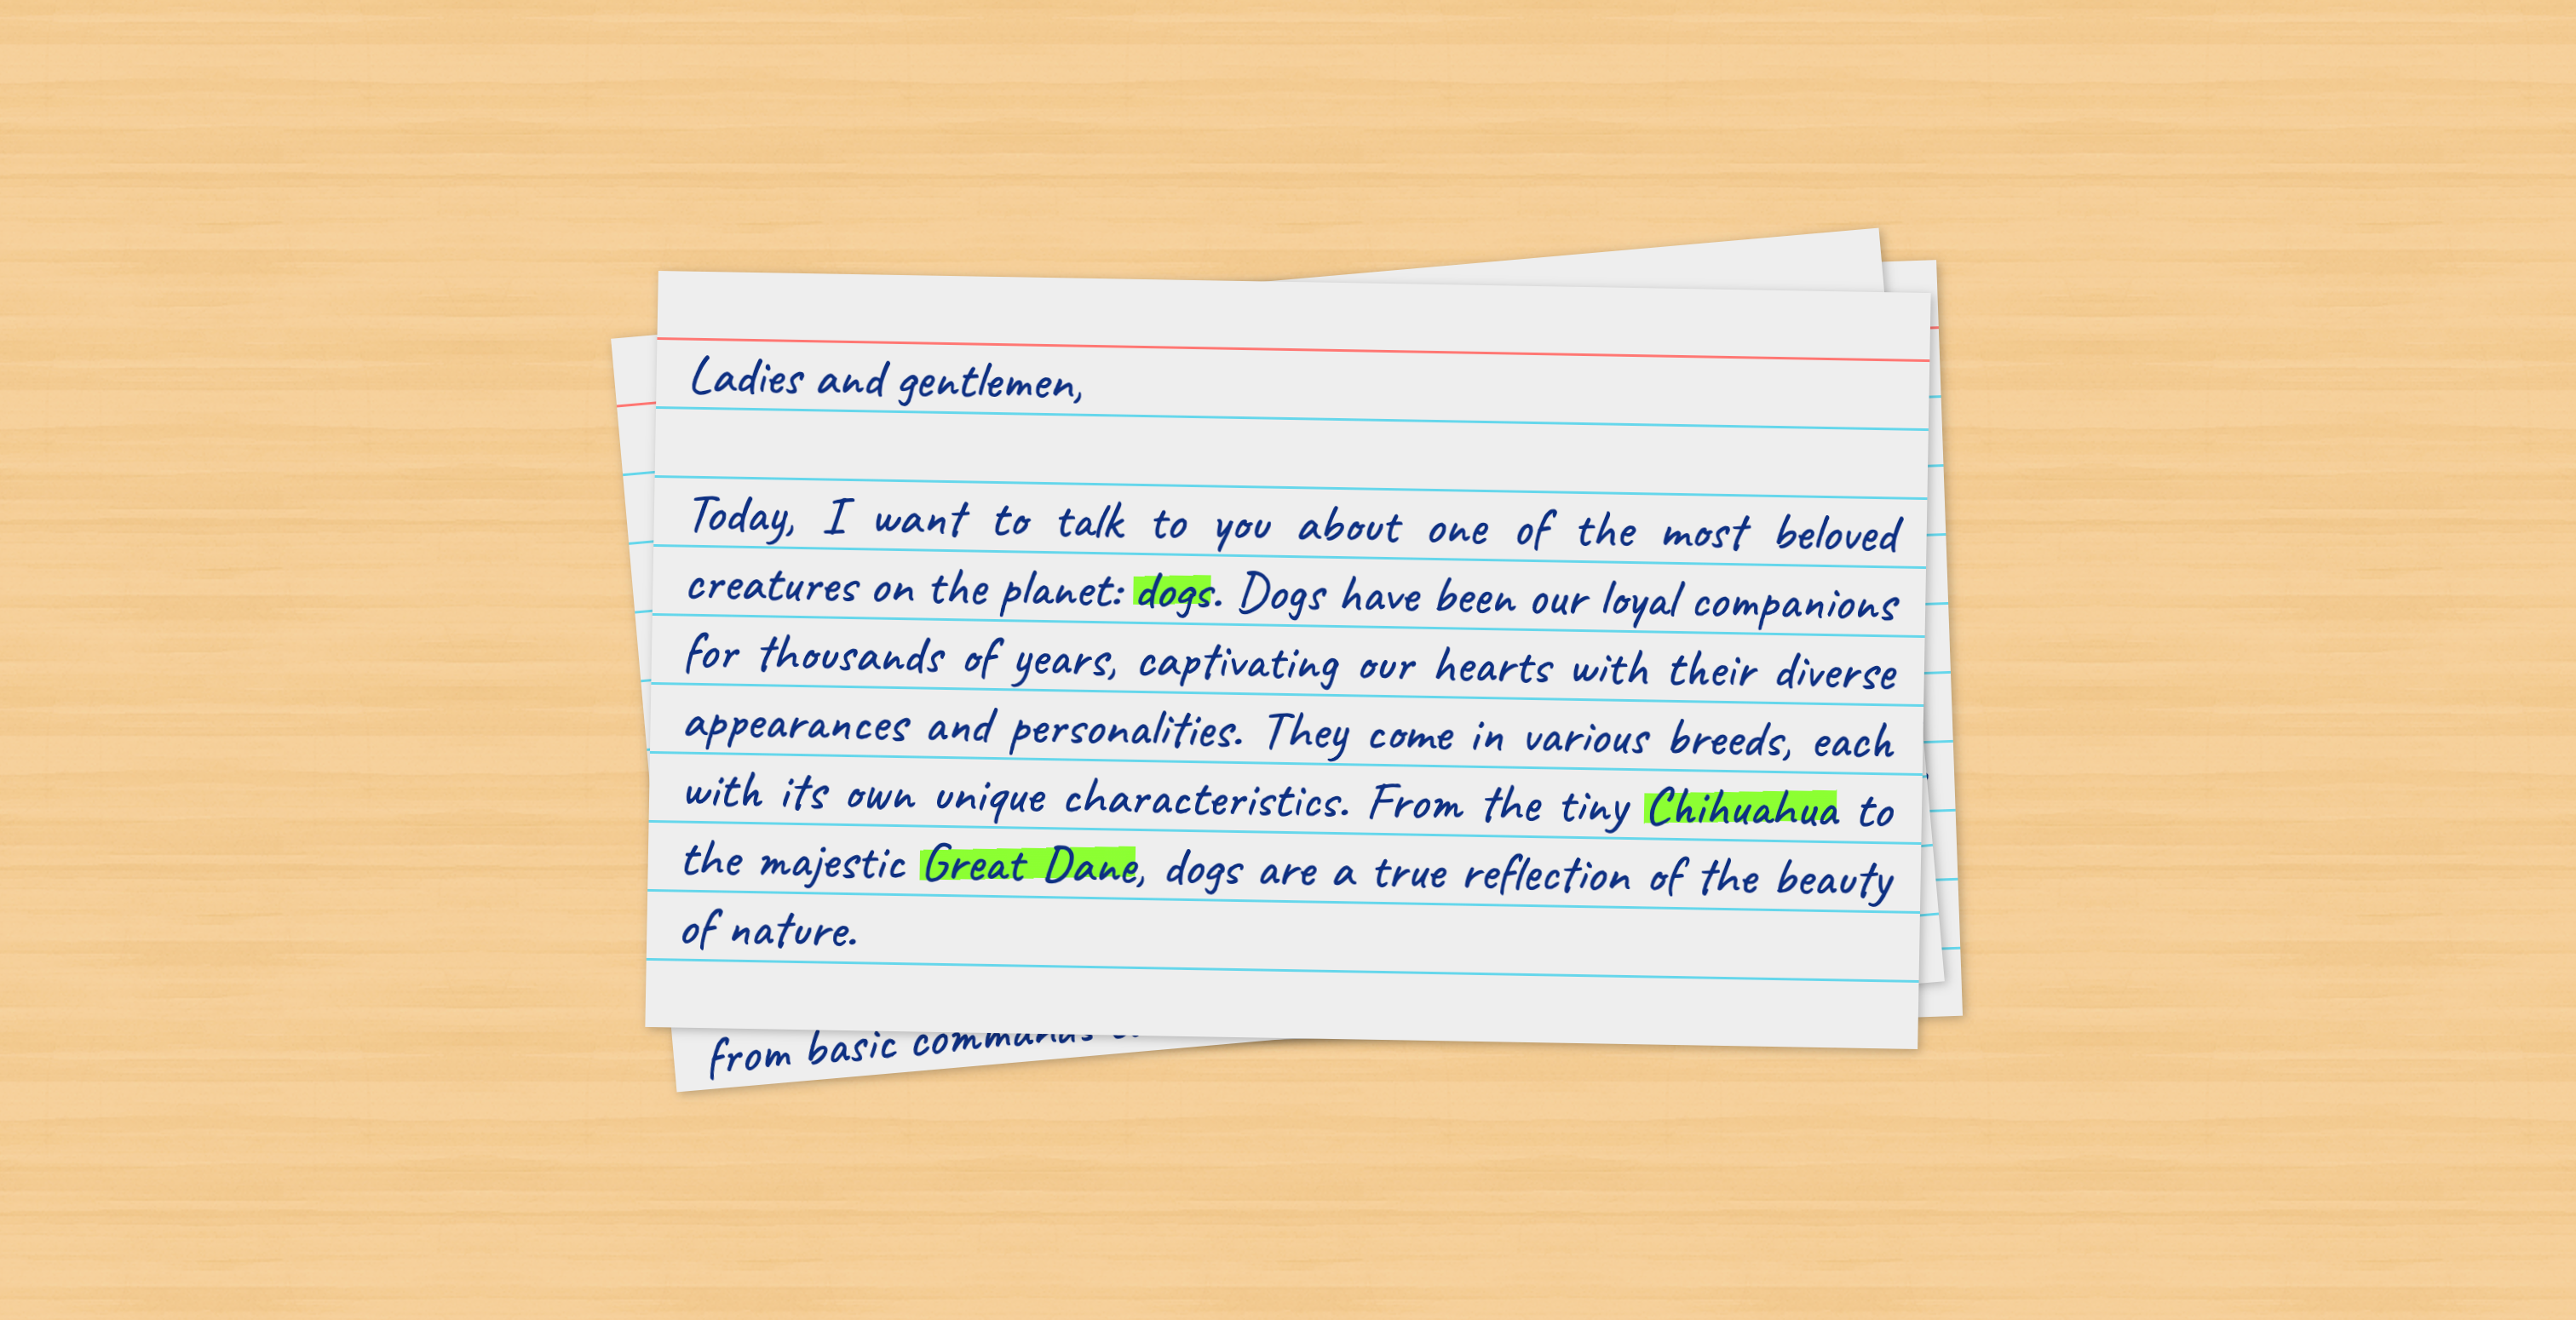 Ladies and gentlemen,
Today, I want to talk to you about one of the most beloved
creatures on the planet: dogs. Dogs have been our loyal companions
for thousands of years, captivating our hearts with their diverse
appearances and personalities. They come in various breeds, each
with its own unique characteristics. From the tiny Chihuahua to
the majestic Great Dane, dogs are a true reflection of the beauty
of nature.
from basic commands